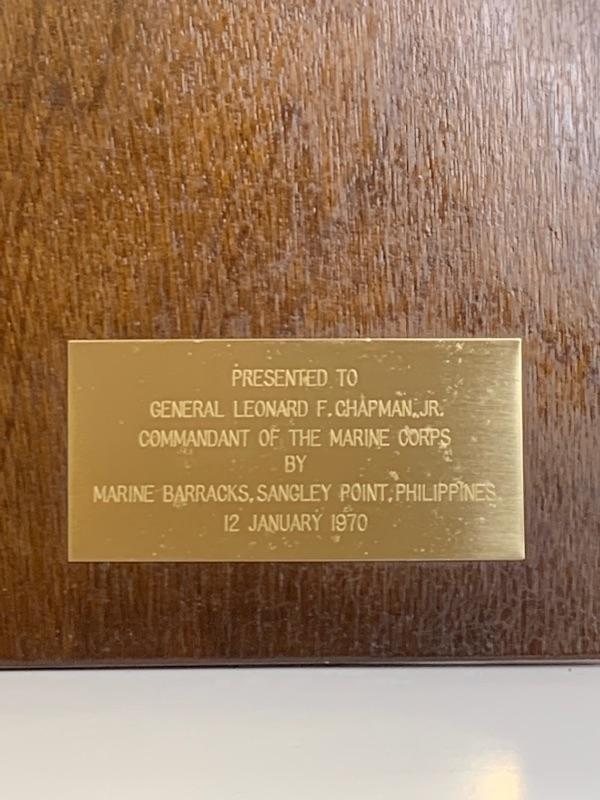 PRESENTED TO
GENERAL LEONARD F. CHAPMAN, JR.
COMMANDANT OF THE MARINE CORPS
BY
MARINE BARRACKS, SANGLEY POINT, PHILIPPINES
12 JANUARY 1970